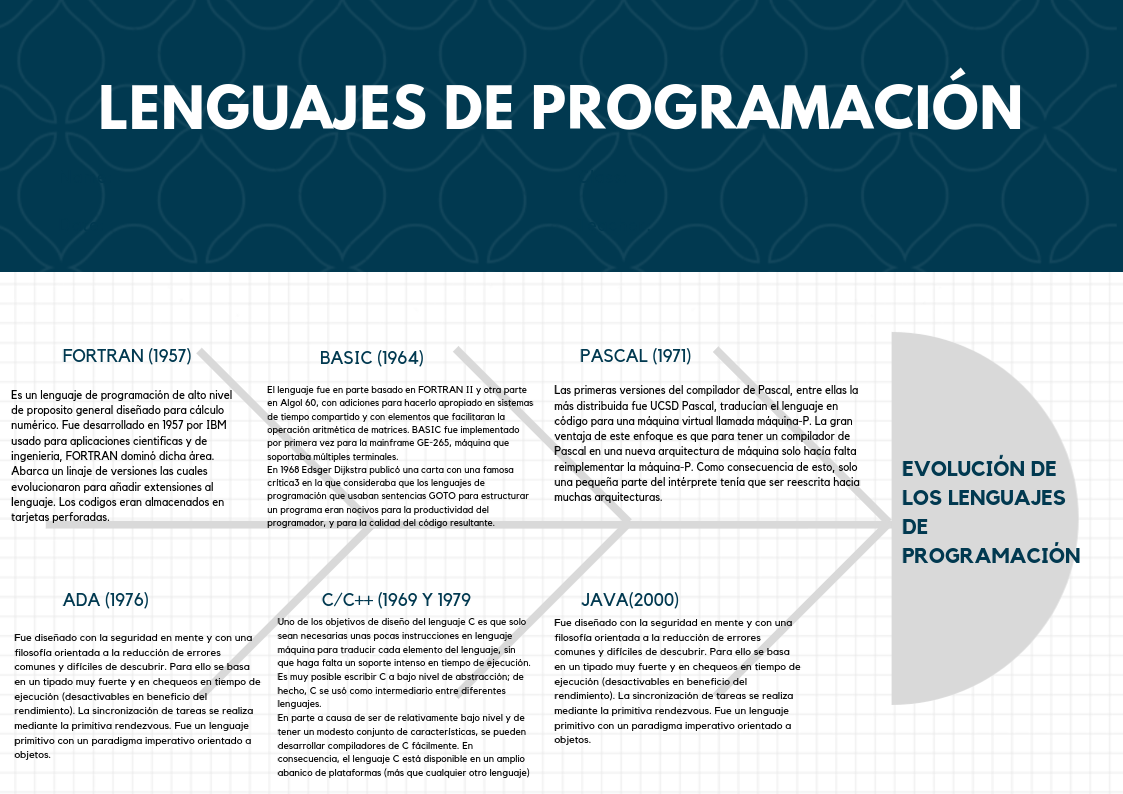 LENGUAJES DE PROGRAMACIÓN
FORTRAN (1957)
Es un lenguaje de programación de alto nivel
de proposito general diseñado para cálculo
numérico. Fue desarrollado en 1957 por IBM
usado para aplicaciones cientificas y de
ingenieria, FORTRAN dominó dicha área.
Abarca un linaje de versiones las cuales
evolucionaron para añadir extensiones al
lenguaje. Los codigos eran almacenados en
tarjetas perforadas.
BASIC (1964)
El lenguaje fue en parte basado en FORTRAN II y otra parte
en Algol 60, con adiciones para hacerlo apropiado en sistemas
de tiempo compartido y con elementos que facilitaran la
operación aritmética de matrices. BASIC fue implementado
por primera vez para la mainframe GE-265, máquina que
soportaba múltiples terminales.
En 1968 Edsger Dijkstra publicó una carta con una famosa
crítica3 en la que consideraba que los lenguajes de
programación que usaban sentencias GOTO para estructurar
un programa eran nocivos para la productividad del
programador, y para la calidad del código resultante.
PASCAL (1971)
Las primeras versiones del compilador de Pascal, entre ellas la
más distribuida fue UCSD Pascal, traducían el lenguaje en
código para una máquina virtual llamada máquina-P. La gran
ventaja de este enfoque es que para tener un compilador de
Pascal en una nueva arquitectura de máquina solo hacía falta
reimplementar la máquina-P. Como consecuencia de esto, solo
una pequeña parte del intérprete tenía que ser reescrita hacia
muchas arquitecturas.
EVOLUCIÓN DE
LOS LENGUAJES
DE
PROGRAMACIÓN
ADA (1976)
Fue diseñado con la seguridad en mente y con una
filosofía orientada a la reducción de errores
comunes y difíciles de descubrir. Para ello se basa
en un tipado muy fuerte y en chequeos en tiempo de
ejecución (desactivables en beneficio del
rendimiento). La sincronización de tareas se realiza
mediante la primitiva rendezvous. Fue un lenguaje
primitivo con un paradigma imperativo orientado a
objetos.
C/C++ (1969 Y 1979
Uno de los objetivos de diseño del lenguaje C es que solo
sean necesarias unas pocas instrucciones en lenguaje
máquina para traducir cada elemento del lenguaje, sin
que haga falta un soporte intenso en tiempo de ejecución.
Es muy posible escribir C a bajo nivel de abstracción; de
hecho, C se usó como intermediario entre diferentes
lenguajes.
En parte a causa de ser de relativamente bajo nivel y de
tener un modesto conjunto de características, se pueden
desarrollar compiladores de C fácilmente. En
consecuencia, el lenguaje C está disponible en un amplio
abanico de plataformas (más que cualquier otro lenguaje)
JAVA(2000)
Fue diseñado con la seguridad en mente y con una
filosofía orientada a la reducción de errores
comunes y difíciles de descubrir. Para ello se basa
en un tipado muy fuerte y en chequeos en tiempo de
ejecución (desactivables en beneficio del
rendimiento). La sincronización de tareas se realiza
mediante la primitiva rendezvous. Fue un lenguaje
primitivo con un paradigma imperativo orientado a
objetos.